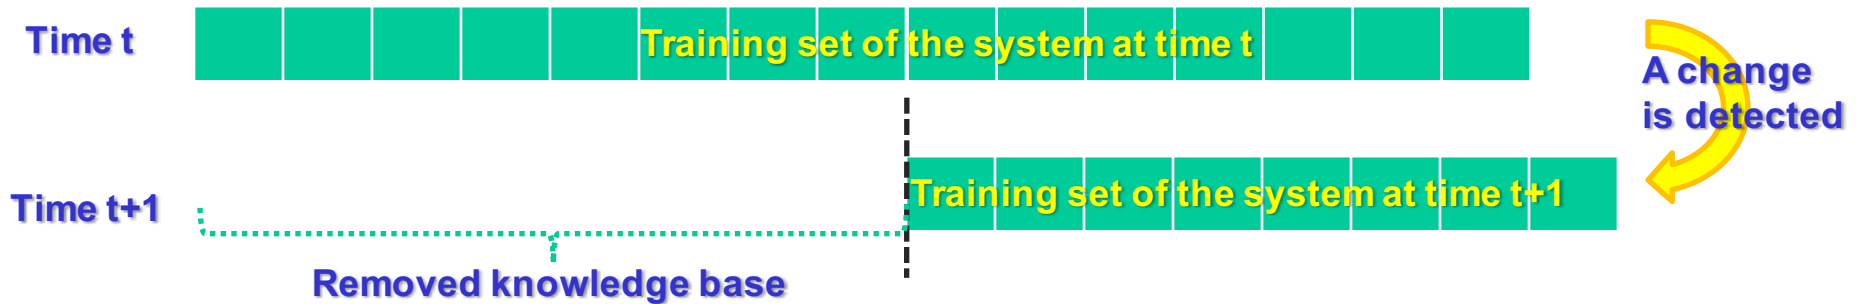 Time t
Training set of the system at time t
A change
is detected
Time t+1
Training set of the system at time t+1
Removed knowledge base